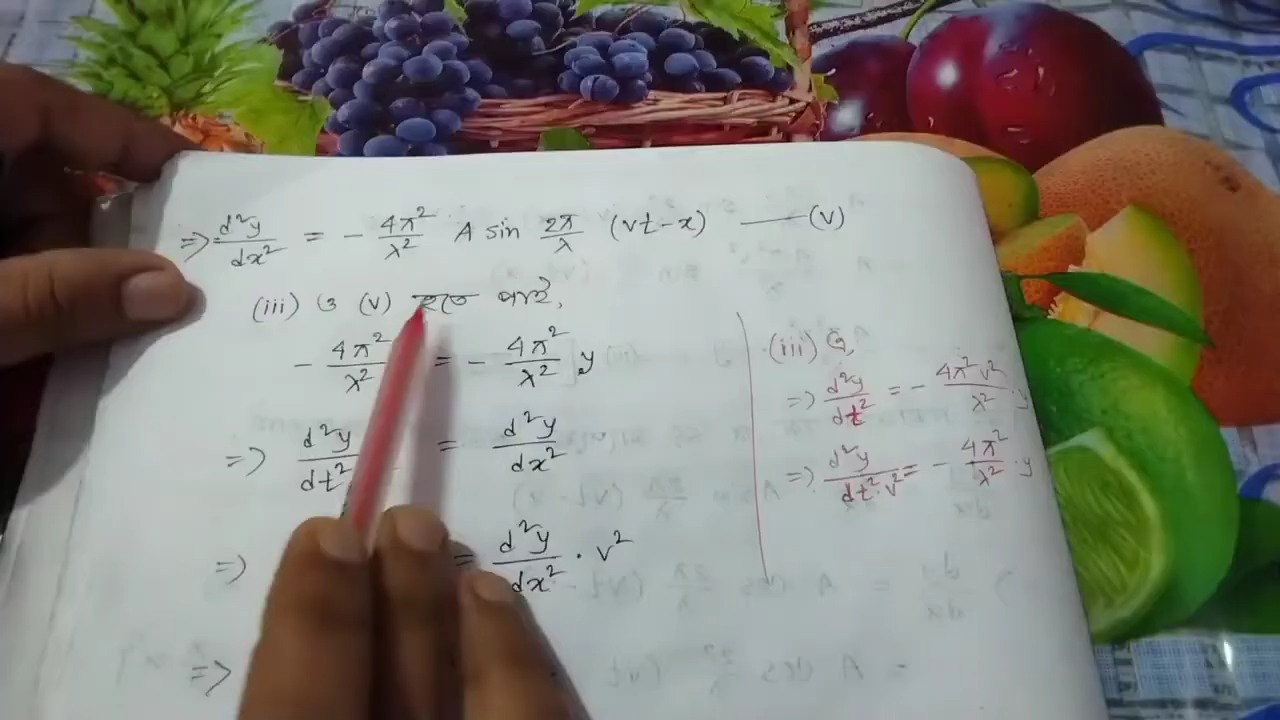 => d²y/dx² = - 4π²/λ² A sin 2π/λ (vt-x) —— (v)
(iii) ও (v) হতে পাই,
- 4π²/λ² = - 4π²/λ² y
=> d²y/dt² = d²y/dx²
=> = d²y/dx² · v²
=>
(iii) এ,
=> d²y/dt² = - 4π²v²/λ² · y
=> d²y/dt²·v² = - 4π²/λ² · y